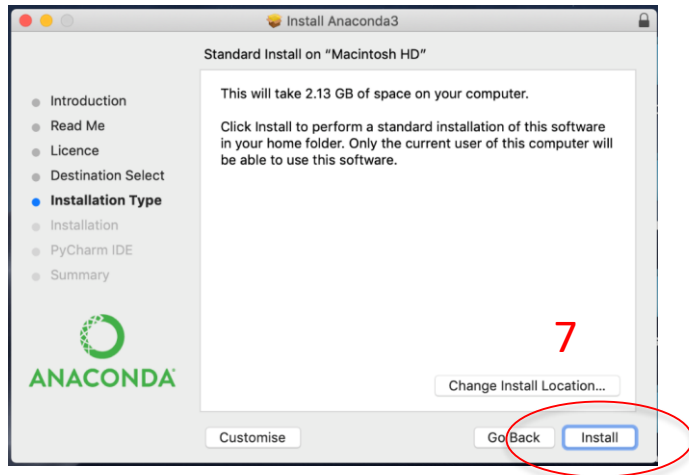 Install Anaconda3
Standard Install on “Macintosh HD”
Introduction
Read Me
Licence
Destination Select
Installation Type
Installation
PyCharm IDE
Summary
ANACONDA
This will take 2.13 GB of space on your computer.
Click Install to perform a standard installation of this software
in your home folder. Only the current user of this computer will
be able to use this software.
7
Change Install Location...
Customise
Go Back
Install